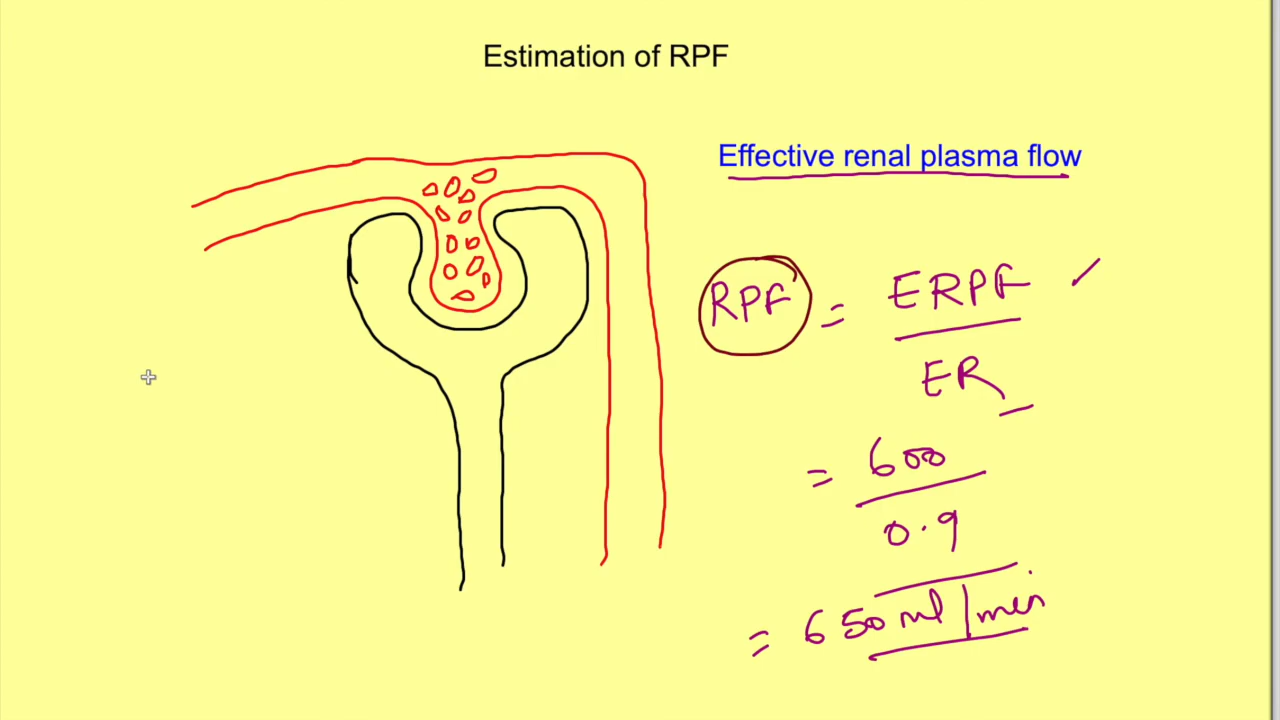 Estimation of RPF
Effective renal plasma flow
RPF = ERPF ✓
ER
= 600
0.9
= 650 ml / min